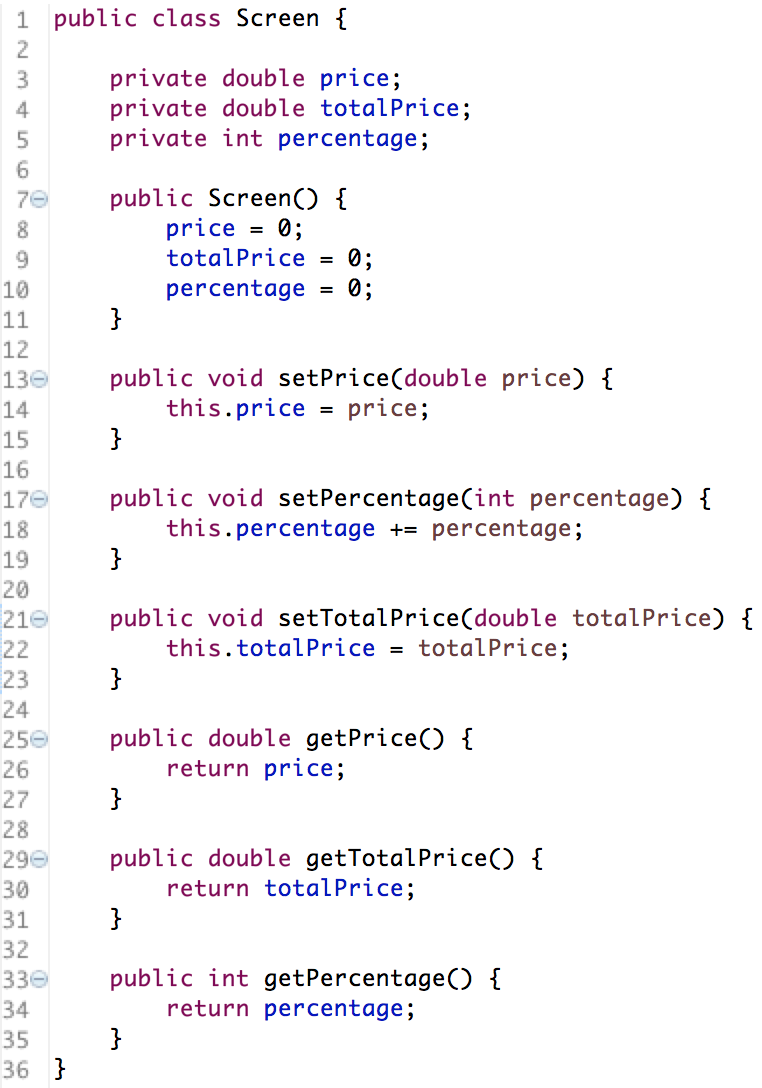 1 public class Screen {
2
3     private double price;
4     private double totalPrice;
5     private int percentage;
6
7     public Screen() {
8         price = 0;
9         totalPrice = 0;
10         percentage = 0;
11     }
12
13     public void setPrice(double price) {
14         this.price = price;
15     }
16
17     public void setPercentage(int percentage) {
18         this.percentage += percentage;
19     }
20
21     public void setTotalPrice(double totalPrice) {
22         this.totalPrice = totalPrice;
23     }
24
25     public double getPrice() {
26         return price;
27     }
28
29     public double getTotalPrice() {
30         return totalPrice;
31     }
32
33     public int getPercentage() {
34         return percentage;
35     }
36 }